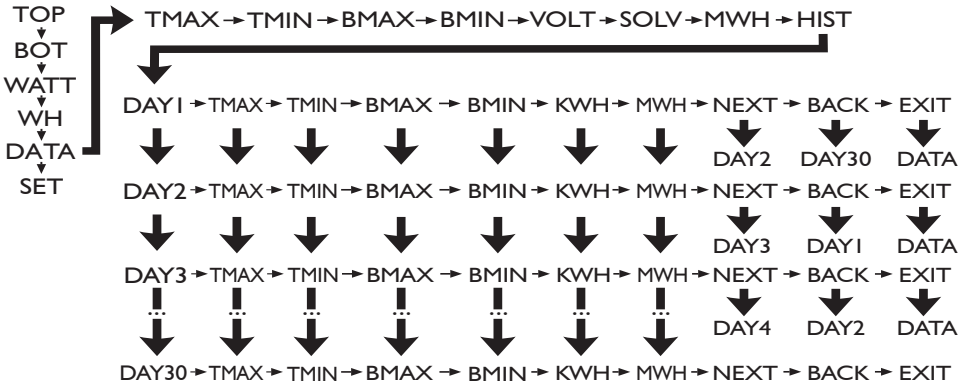 TOP
BOT
WATT
WH
DATA
SET
TMAX TMIN BMAX BMIN VOLT SOLV MWH HIST
DAY1 TMAX TMIN BMAX BMIN KWH MWH NEXT BACK EXIT
DAY2 DAY30 DATA
DAY2 TMAX TMIN BMAX BMIN KWH MWH NEXT BACK EXIT
DAY3 DAY1 DATA
DAY3 TMAX TMIN BMAX BMIN KWH MWH NEXT BACK EXIT
... ... ... ... ... ... ...
DAY4 DAY2 DATA
DAY30 TMAX TMIN BMAX BMIN KWH MWH NEXT BACK EXIT